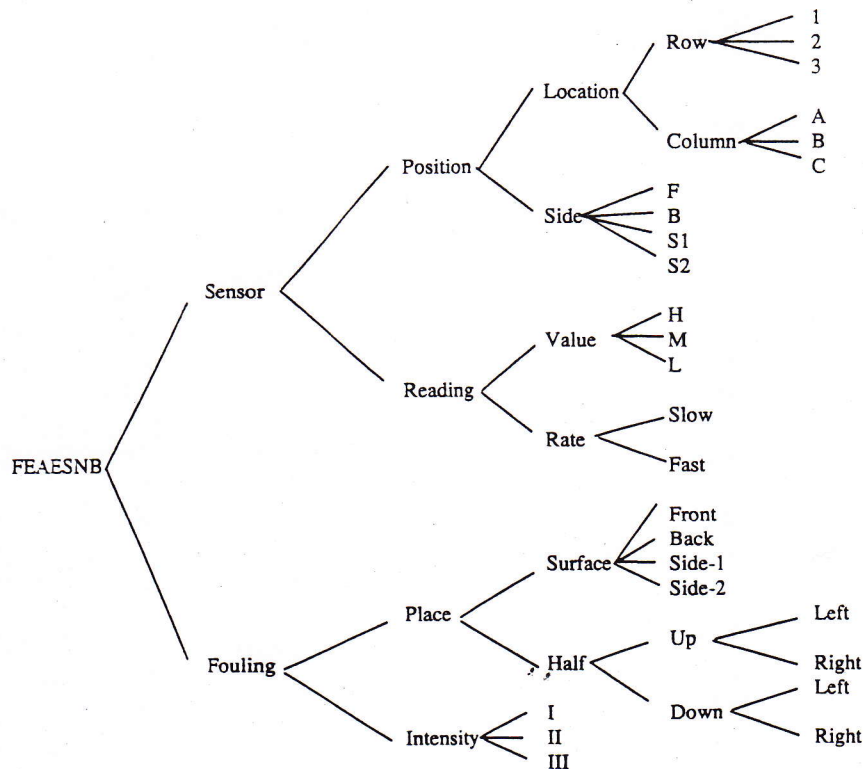 1
Row
2
3
Location
A
Column
B
C
Position
F
Side
B
S1
S2
Sensor
H
Value
M
L
Reading
Slow
Rate
Fast
FEAESNB
Front
Back
Surface
Side-1
Side-2
Place
Left
Up
Half
Right
Fouling
Left
Down
I
Right
Intensity
II
III